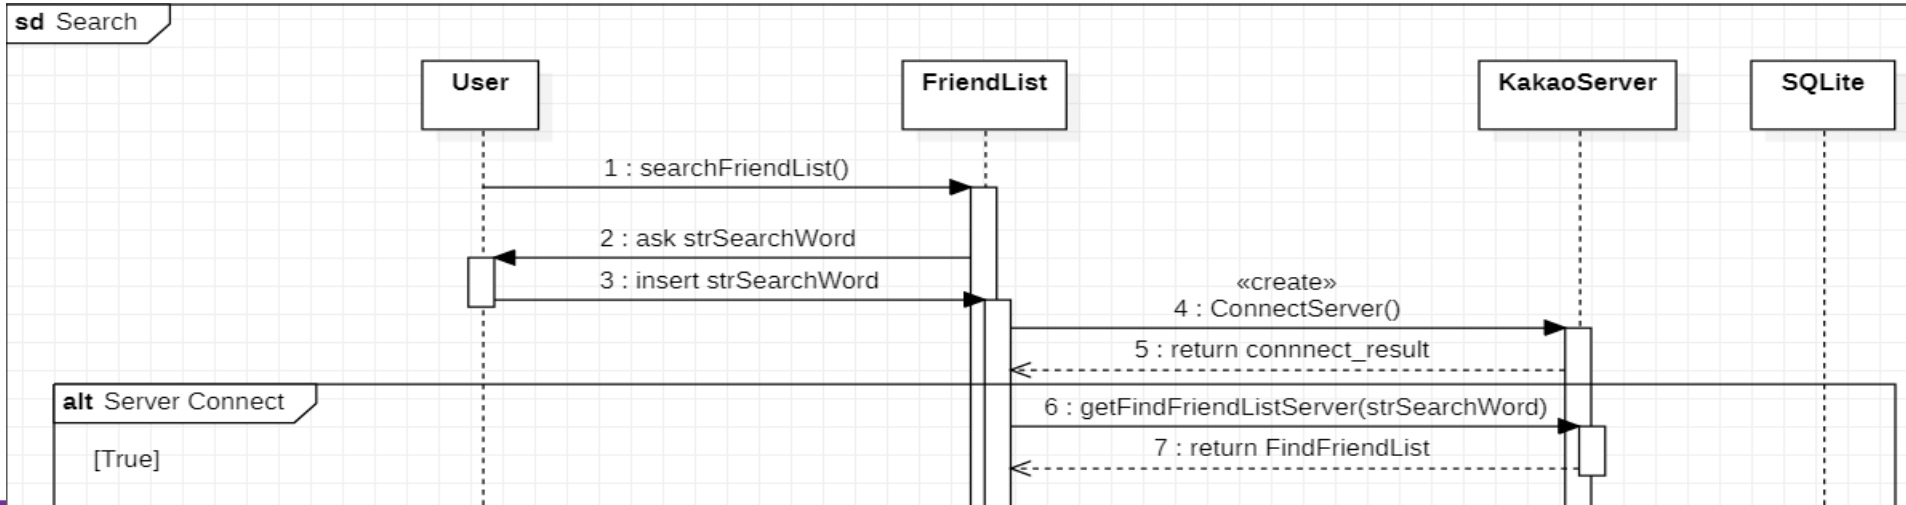 sd Search
User
FriendList
KakaoServer
SQLite
1 : searchFriendList()
2 : ask strSearchWord
3 : insert strSearchWord
«create»
4 : ConnectServer()
5 : return connnect_result
alt Server Connect
6 : getFindFriendListServer(strSearchWord)
7 : return FindFriendList
[True]